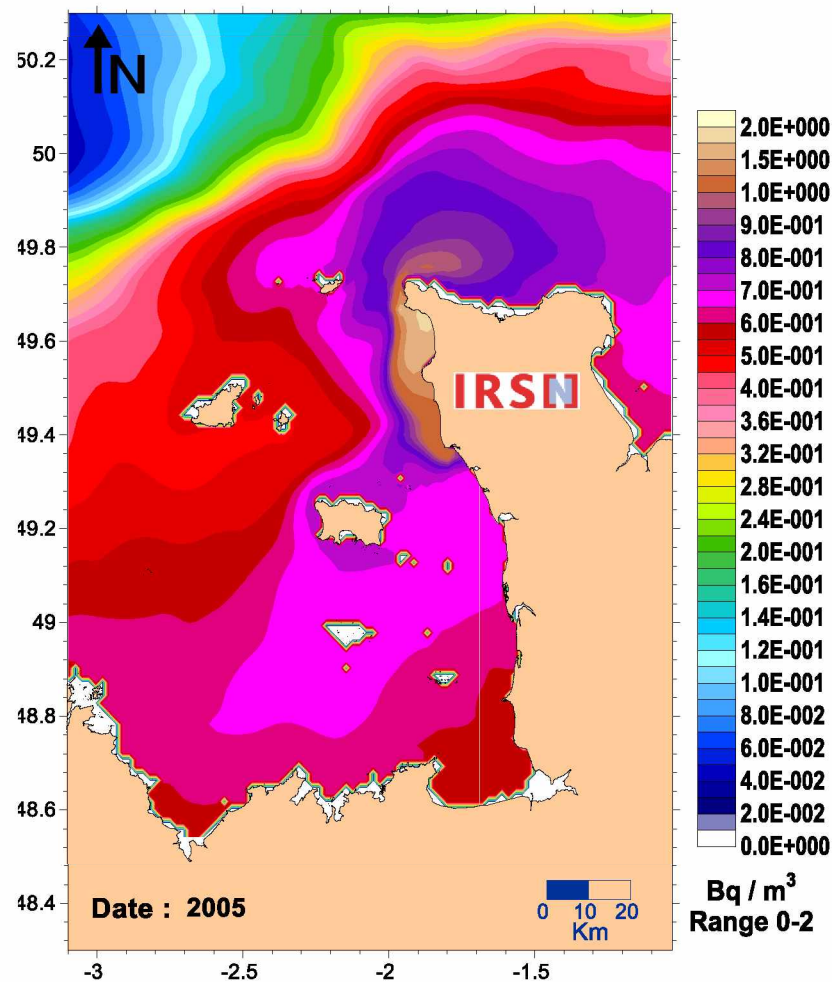 50.2
50
49.8
49.6
49.4
49.2
49
48.8
48.6
48.4
-3
-2.5
-2
-1.5
N
IRSN
Date : 2005
0 10 20
Km
2.0E+000
1.5E+000
1.0E+000
9.0E-001
8.0E-001
7.0E-001
6.0E-001
5.0E-001
4.0E-001
3.6E-001
3.2E-001
2.8E-001
2.4E-001
2.0E-001
1.6E-001
1.2E-001
1.0E-001
8.0E-002
6.0E-002
4.0E-002
2.0E-002
0.0E+000
Bq / m³
Range 0-2